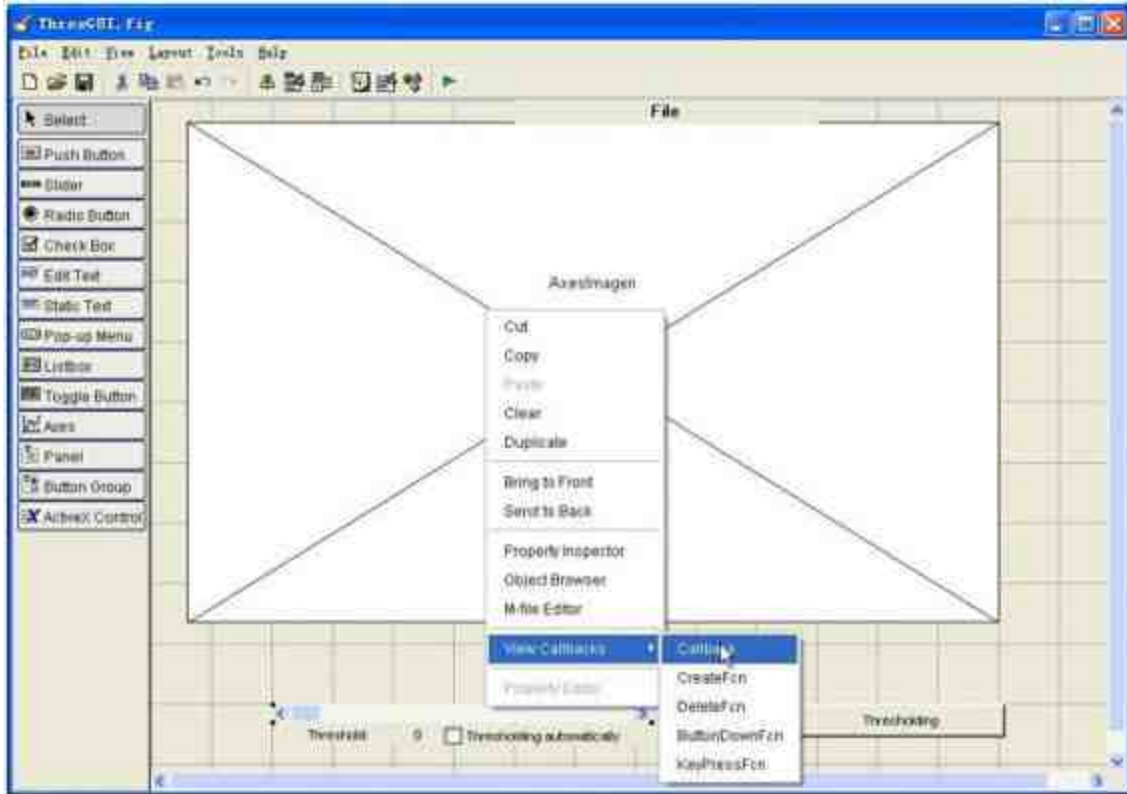 ThresGUI.fig
File Edit View Layout Tools Help
Select
Push Button
Slider
Radio Button
Check Box
Edit Text
Static Text
Pop-up Menu
Listbox
Toggle Button
Axes
Panel
Button Group
ActiveX Control
File
AxesImagen
Cut
Copy
Paste
Clear
Duplicate
Bring to Front
Send to Back
Property Inspector
Object Browser
M-file Editor
View Callbacks
Property Editor
Callback
CreateFcn
DeleteFcn
ButtonDownFcn
KeyPressFcn
Threshold 0 Thresholding automatically
Thresholding